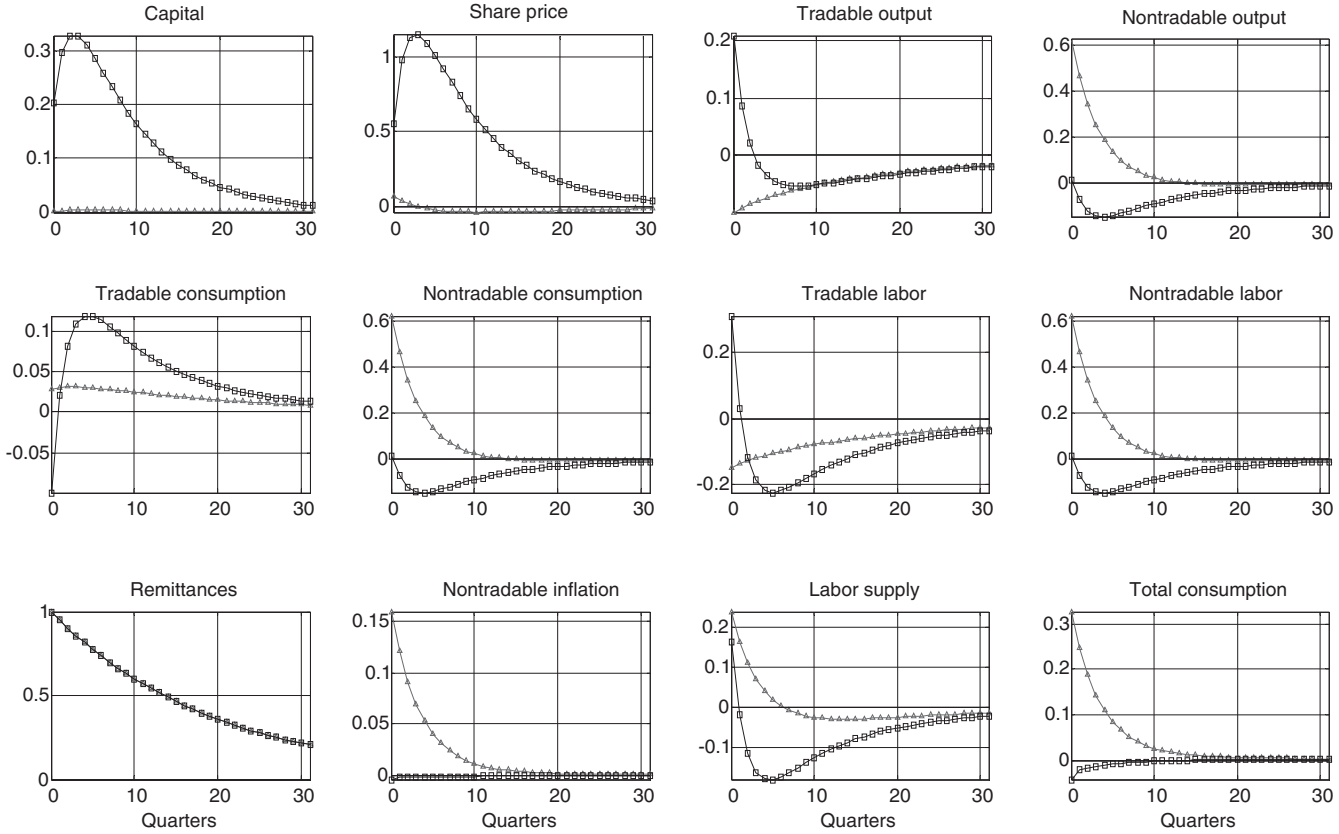 Capital
Share price
Tradable output
Nontradable output
0.3
0.2
0.1
0
0 10 20 30
1
0.5
0
0 10 20 30
0.2
0.1
0
0 10 20 30
0.6
0.4
0.2
0
0 10 20 30
Tradable consumption
Nontradable consumption
Tradable labor
Nontradable labor
0.1
0.05
0
-0.05
0 10 20 30
0.6
0.4
0.2
0
0 10 20 30
0.2
0
-0.2
0 10 20 30
0.6
0.4
0.2
0
0 10 20 30
Remittances
Nontradable inflation
Labor supply
Total consumption
1
0.5
0
0 10 20 30
Quarters
0.15
0.1
0.05
0
0 10 20 30
Quarters
0.2
0.1
0
-0.1
0 10 20 30
Quarters
0.3
0.2
0.1
0
0 10 20 30
Quarters